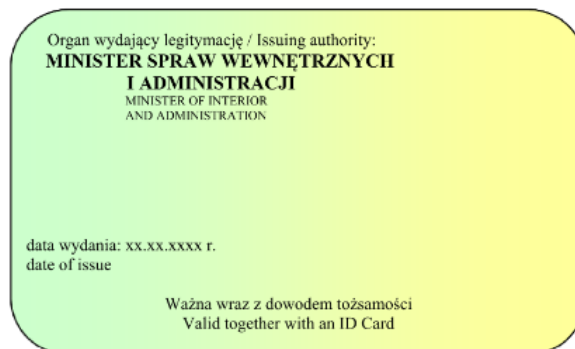 Organ wydający legitymację / Issuing authority:
MINISTER SPRAW WEWNĘTRZNYCH
I ADMINISTRACJI
MINISTER OF INTERIOR
AND ADMINISTRATION
data wydania: xx.xx.xxxx r.
date of issue
Ważna wraz z dowodem tożsamości
Valid together with an ID Card